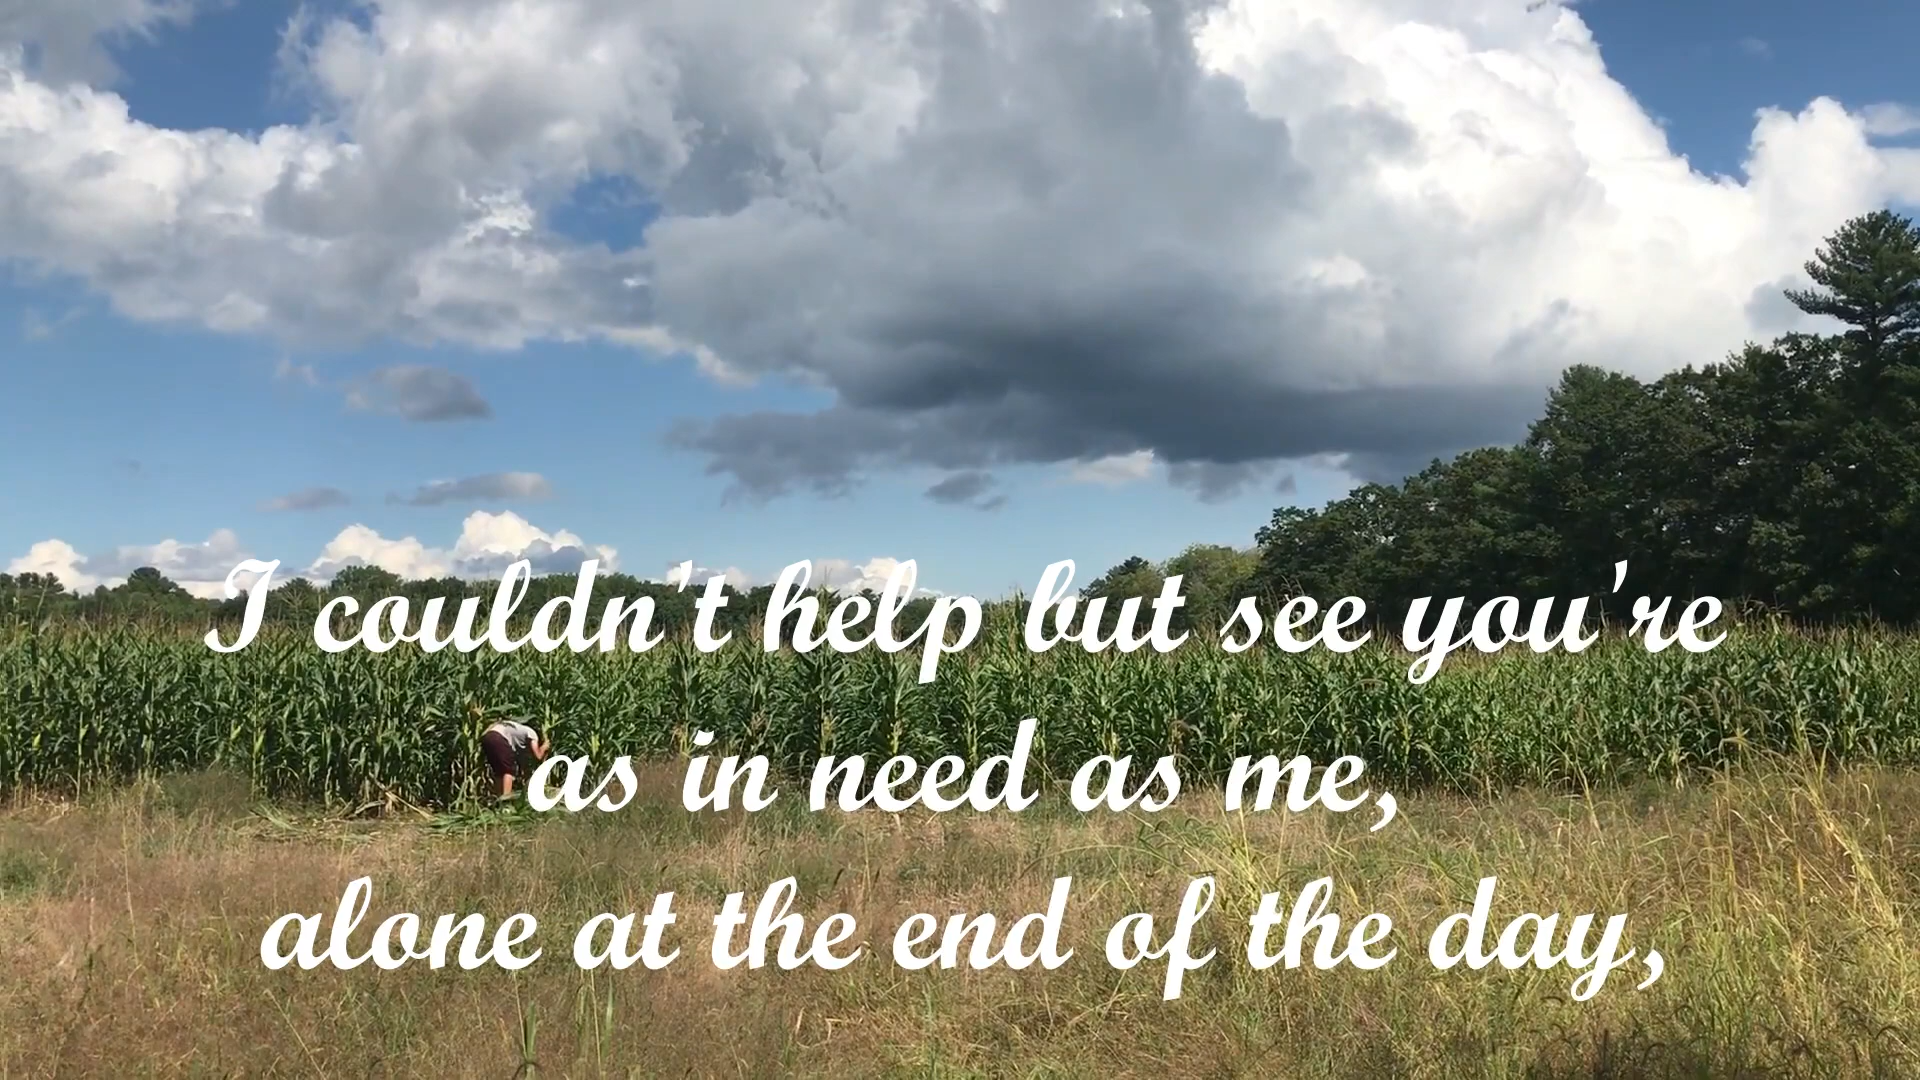 I couldn't help but see you're
as in need as me,
alone at the end of the day,